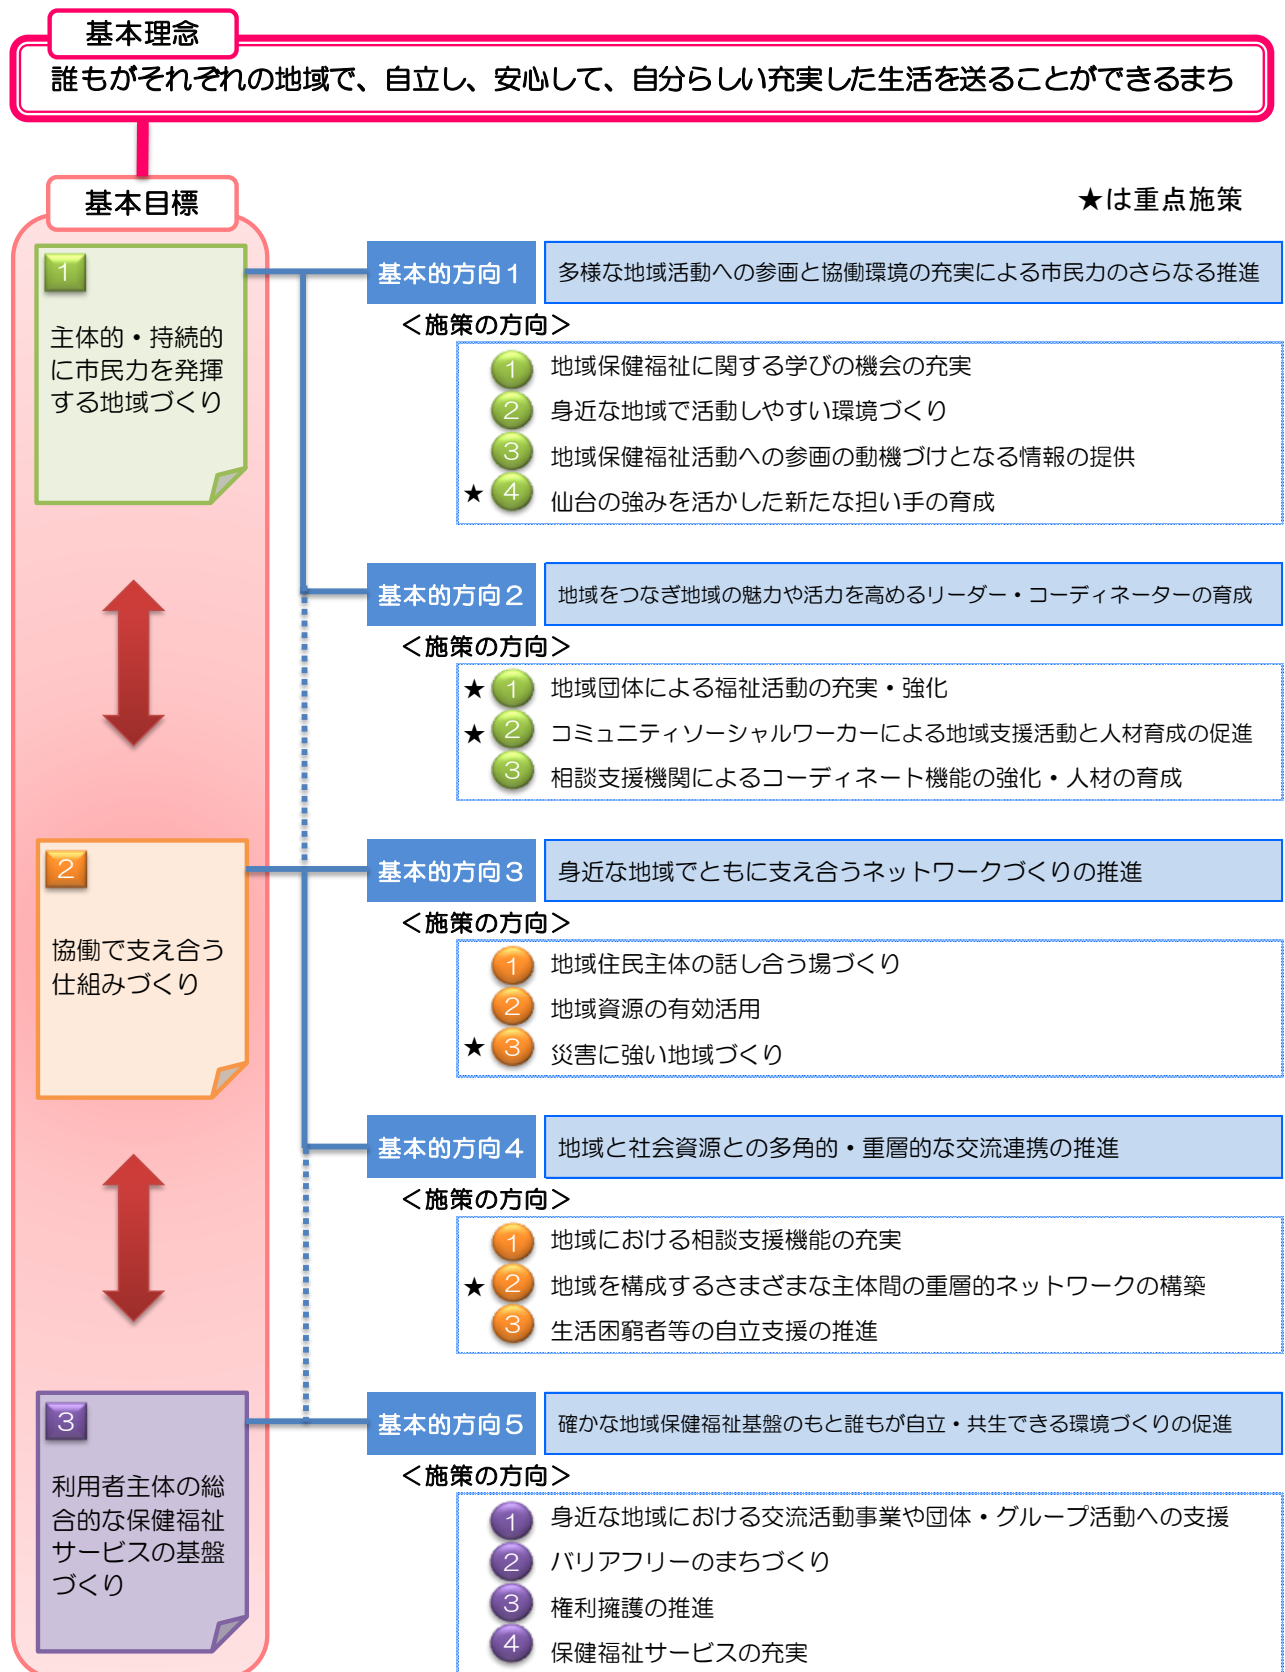 基本理念
誰もがそれぞれの地域で、自立し、安心して、自分らしい充実した生活を送ることができるまち
基本目標
★は重点施策
1
主体的・持続的
に市民力を発揮
する地域づくり
基本的方向1
多様な地域活動への参画と協働環境の充実による市民力のさらなる推進
＜施策の方向＞
1 地域保健福祉に関する学びの機会の充実
2 身近な地域で活動しやすい環境づくり
3 地域保健福祉活動への参画の動機づけとなる情報の提供
★ 4 仙台の強みを活かした新たな担い手の育成
基本的方向2
地域をつなぎ地域の魅力や活力を高めるリーダー・コーディネーターの育成
＜施策の方向＞
★ 1 地域団体による福祉活動の充実・強化
★ 2 コミュニティソーシャルワーカーによる地域支援活動と人材育成の促進
3 相談支援機関によるコーディネート機能の強化・人材の育成
2
協働で支え合う
仕組みづくり
基本的方向3
身近な地域でともに支え合うネットワークづくりの推進
＜施策の方向＞
1 地域住民主体の話し合う場づくり
2 地域資源の有効活用
★ 3 災害に強い地域づくり
基本的方向4
地域と社会資源との多角的・重層的な交流連携の推進
＜施策の方向＞
1 地域における相談支援機能の充実
★ 2 地域を構成するさまざまな主体間の重層的ネットワークの構築
3 生活困窮者等の自立支援の推進
3
利用者主体の総
合的な保健福祉
サービスの基盤
づくり
基本的方向5
確かな地域保健福祉基盤のもと誰もが自立・共生できる環境づくりの促進
＜施策の方向＞
1 身近な地域における交流活動事業や団体・グループ活動への支援
2 バリアフリーのまちづくり
3 権利擁護の推進
4 保健福祉サービスの充実